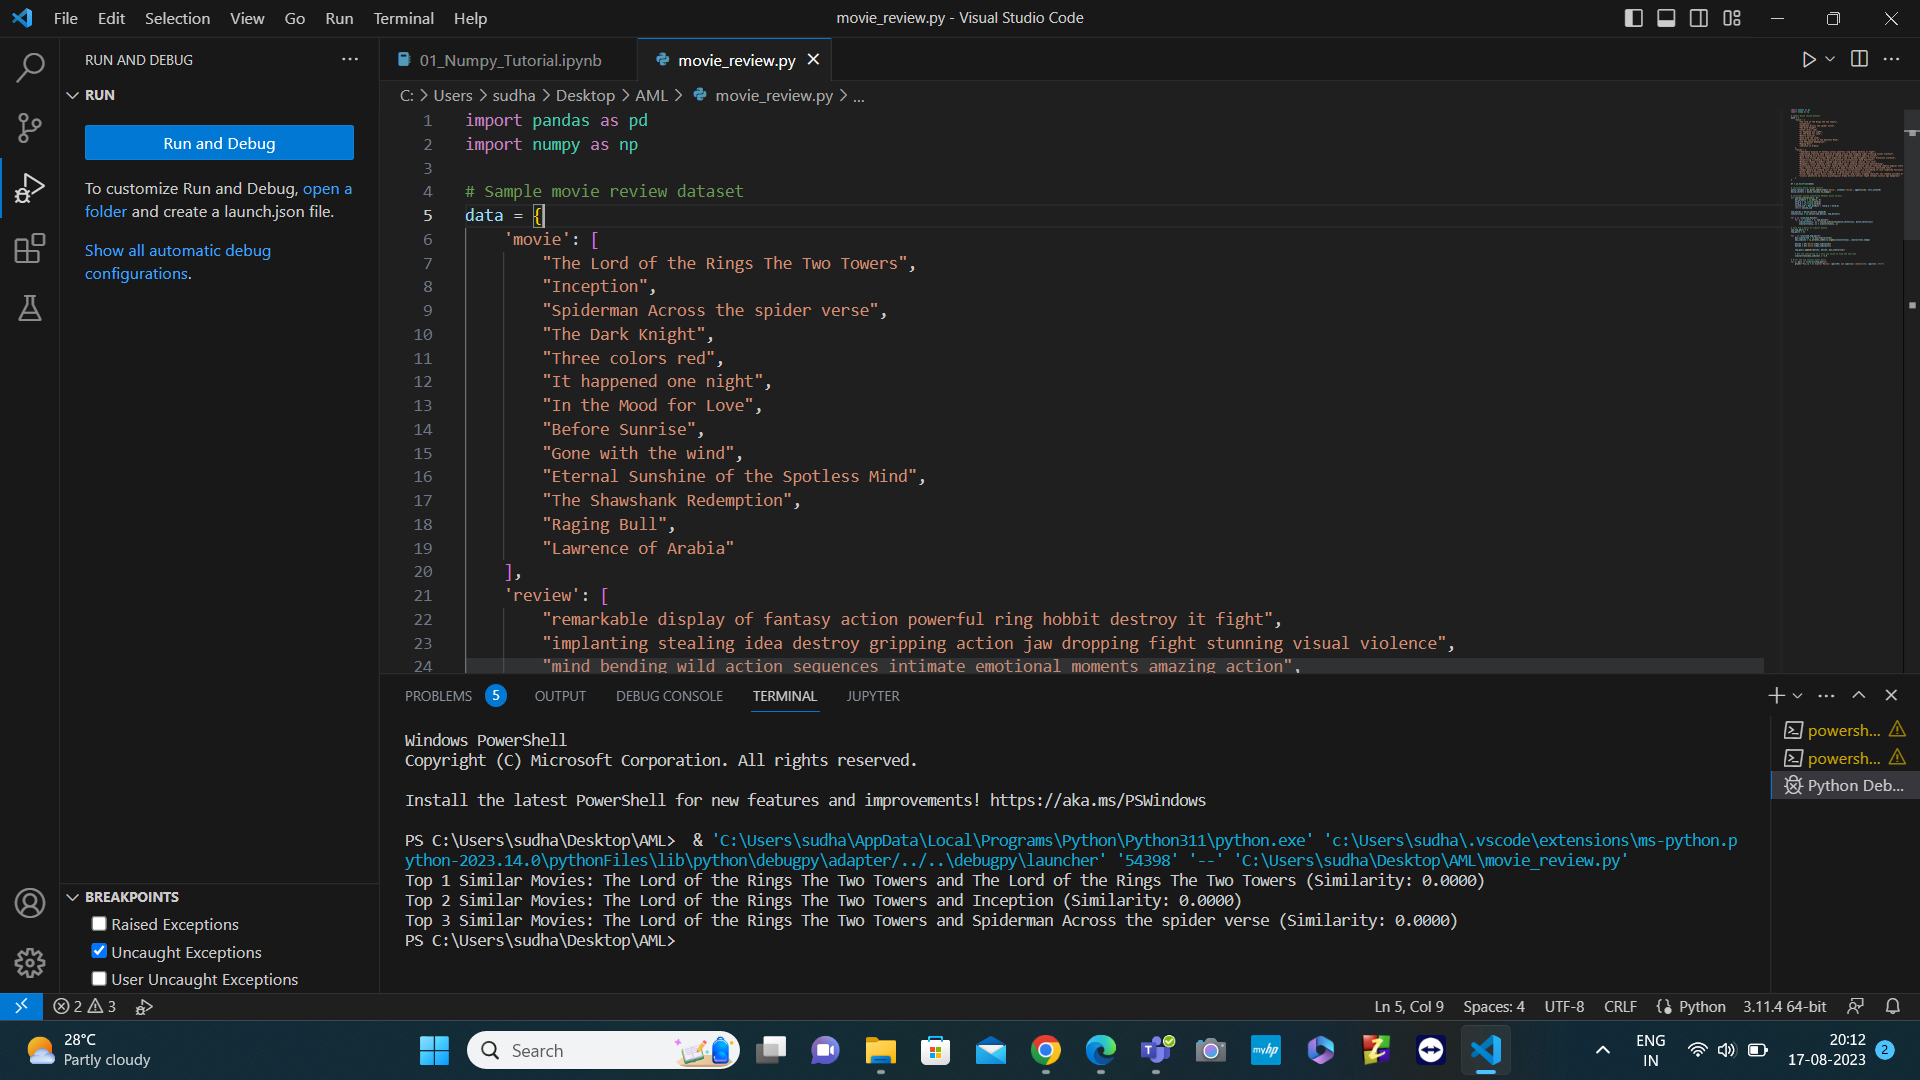 File Edit Selection View Go Run Terminal Help
movie_review.py - Visual Studio Code
RUN AND DEBUG
RUN
Run and Debug
To customize Run and Debug, open a
folder and create a launch.json file.
Show all automatic debug
configurations.
BREAKPOINTS
Raised Exceptions
Uncaught Exceptions
User Uncaught Exceptions
01_Numpy_Tutorial.ipynb
movie_review.py
C: > Users > sudha > Desktop > AML > movie_review.py > ...
1 import pandas as pd
2 import numpy as np
3
4 # Sample movie review dataset
5 data = {
6 'movie': [
7 "The Lord of the Rings The Two Towers",
8 "Inception",
9 "Spiderman Across the spider verse",
10 "The Dark Knight",
11 "Three colors red",
12 "It happened one night",
13 "In the Mood for Love",
14 "Before Sunrise",
15 "Gone with the wind",
16 "Eternal Sunshine of the Spotless Mind",
17 "The Shawshank Redemption",
18 "Raging Bull",
19 "Lawrence of Arabia"
20 ],
21 'review': [
22 "remarkable display of fantasy action powerful ring hobbit destroy it fight",
23 "implanting stealing idea destroy gripping action jaw dropping fight stunning visual violence",
24 "mind bending wild action sequences intimate emotional moments amazing action",
PROBLEMS 5 OUTPUT DEBUG CONSOLE TERMINAL JUPYTER
Windows PowerShell
Copyright (C) Microsoft Corporation. All rights reserved.
Install the latest PowerShell for new features and improvements! https://aka.ms/PSWindows
PS C:\Users\sudha\Desktop\AML>  & 'C:\Users\sudha\AppData\Local\Programs\Python\Python311\python.exe' 'c:\Users\sudha\.vscode\extensions\ms-python.p
ython-2023.14.0\pythonFiles\lib\python\debugpy\adapter/../..\debugpy\launcher' '54398' '--' 'C:\Users\sudha\Desktop\AML\movie_review.py'
Top 1 Similar Movies: The Lord of the Rings The Two Towers and The Lord of the Rings The Two Towers (Similarity: 0.0000)
Top 2 Similar Movies: The Lord of the Rings The Two Towers and Inception (Similarity: 0.0000)
Top 3 Similar Movies: The Lord of the Rings The Two Towers and Spiderman Across the spider verse (Similarity: 0.0000)
PS C:\Users\sudha\Desktop\AML>
powersh...
powersh...
Python Deb...
2 3
Ln 5, Col 9 Spaces: 4 UTF-8 CRLF Python 3.11.4 64-bit
28°C
Partly cloudy
Search
myhp
ENG
IN
20:12
17-08-2023
2